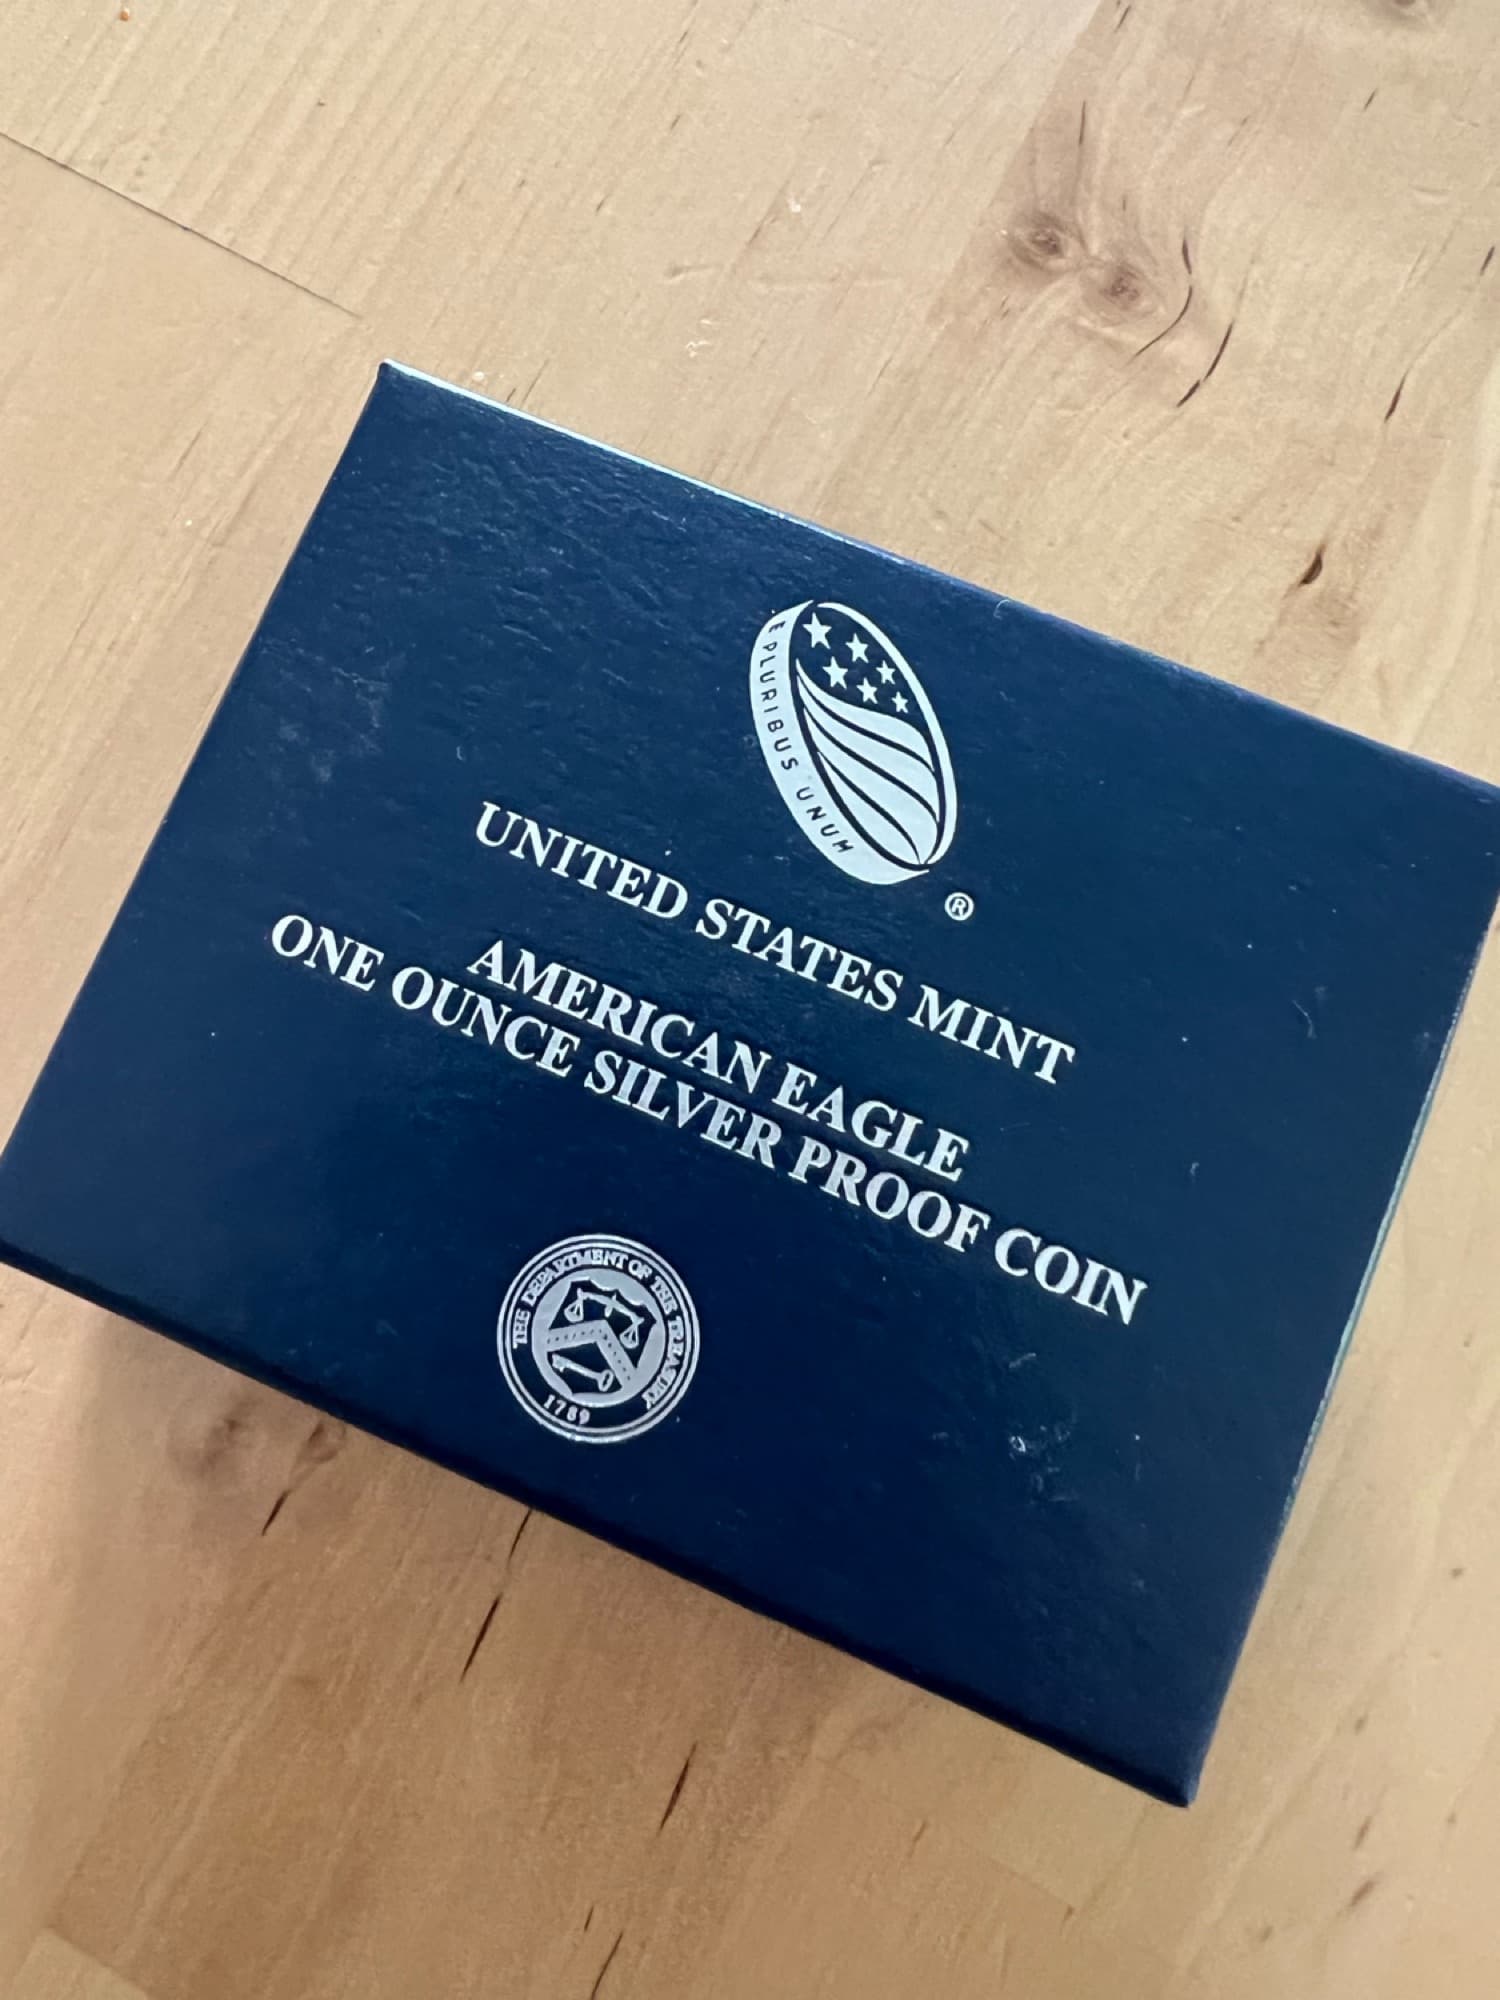 E PLURIBUS UNUM
®
UNITED STATES MINT
AMERICAN EAGLE
ONE OUNCE SILVER PROOF COIN
THE DEPARTMENT OF THE TREASURY
1789